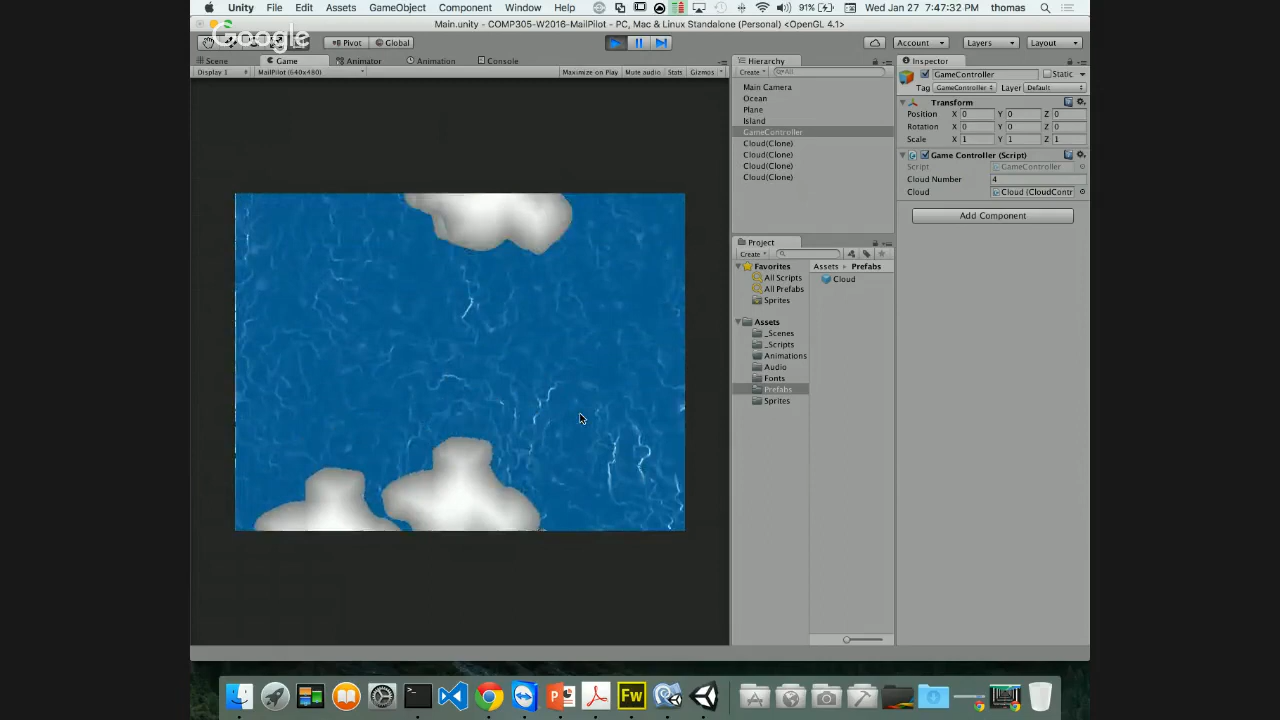 Unity File Edit Assets GameObject Component Window Help 91% Wed Jan 27 7:47:32 PM thomas
Main.unity - COMP305-W2016-MailPilot - PC, Mac & Linux Standalone (Personal) <OpenGL 4.1>
Google
Pivot Global Account Layers Layout
Scene Game Animator Animation Console
Display 1 MailPilot (640x480) Maximize on Play Mute audio Stats Gizmos
Hierarchy
Create All
Main Camera
Ocean
Plane
Island
GameController
Cloud(Clone)
Cloud(Clone)
Cloud(Clone)
Cloud(Clone)
Project
Create
Favorites
All Scripts
All Prefabs
Sprites
Assets
_Scenes
_Scripts
Animations
Audio
Fonts
Prefabs
Sprites
Assets Prefabs
Cloud
Inspector
GameController Static
Tag GameController Layer Default
Transform
Position X 0 Y 0 Z 0
Rotation X 0 Y 0 Z 0
Scale X 1 Y 1 Z 1
Game Controller (Script)
Script GameController
Cloud Number 4
Cloud Cloud (CloudContr
Add Component
Fw